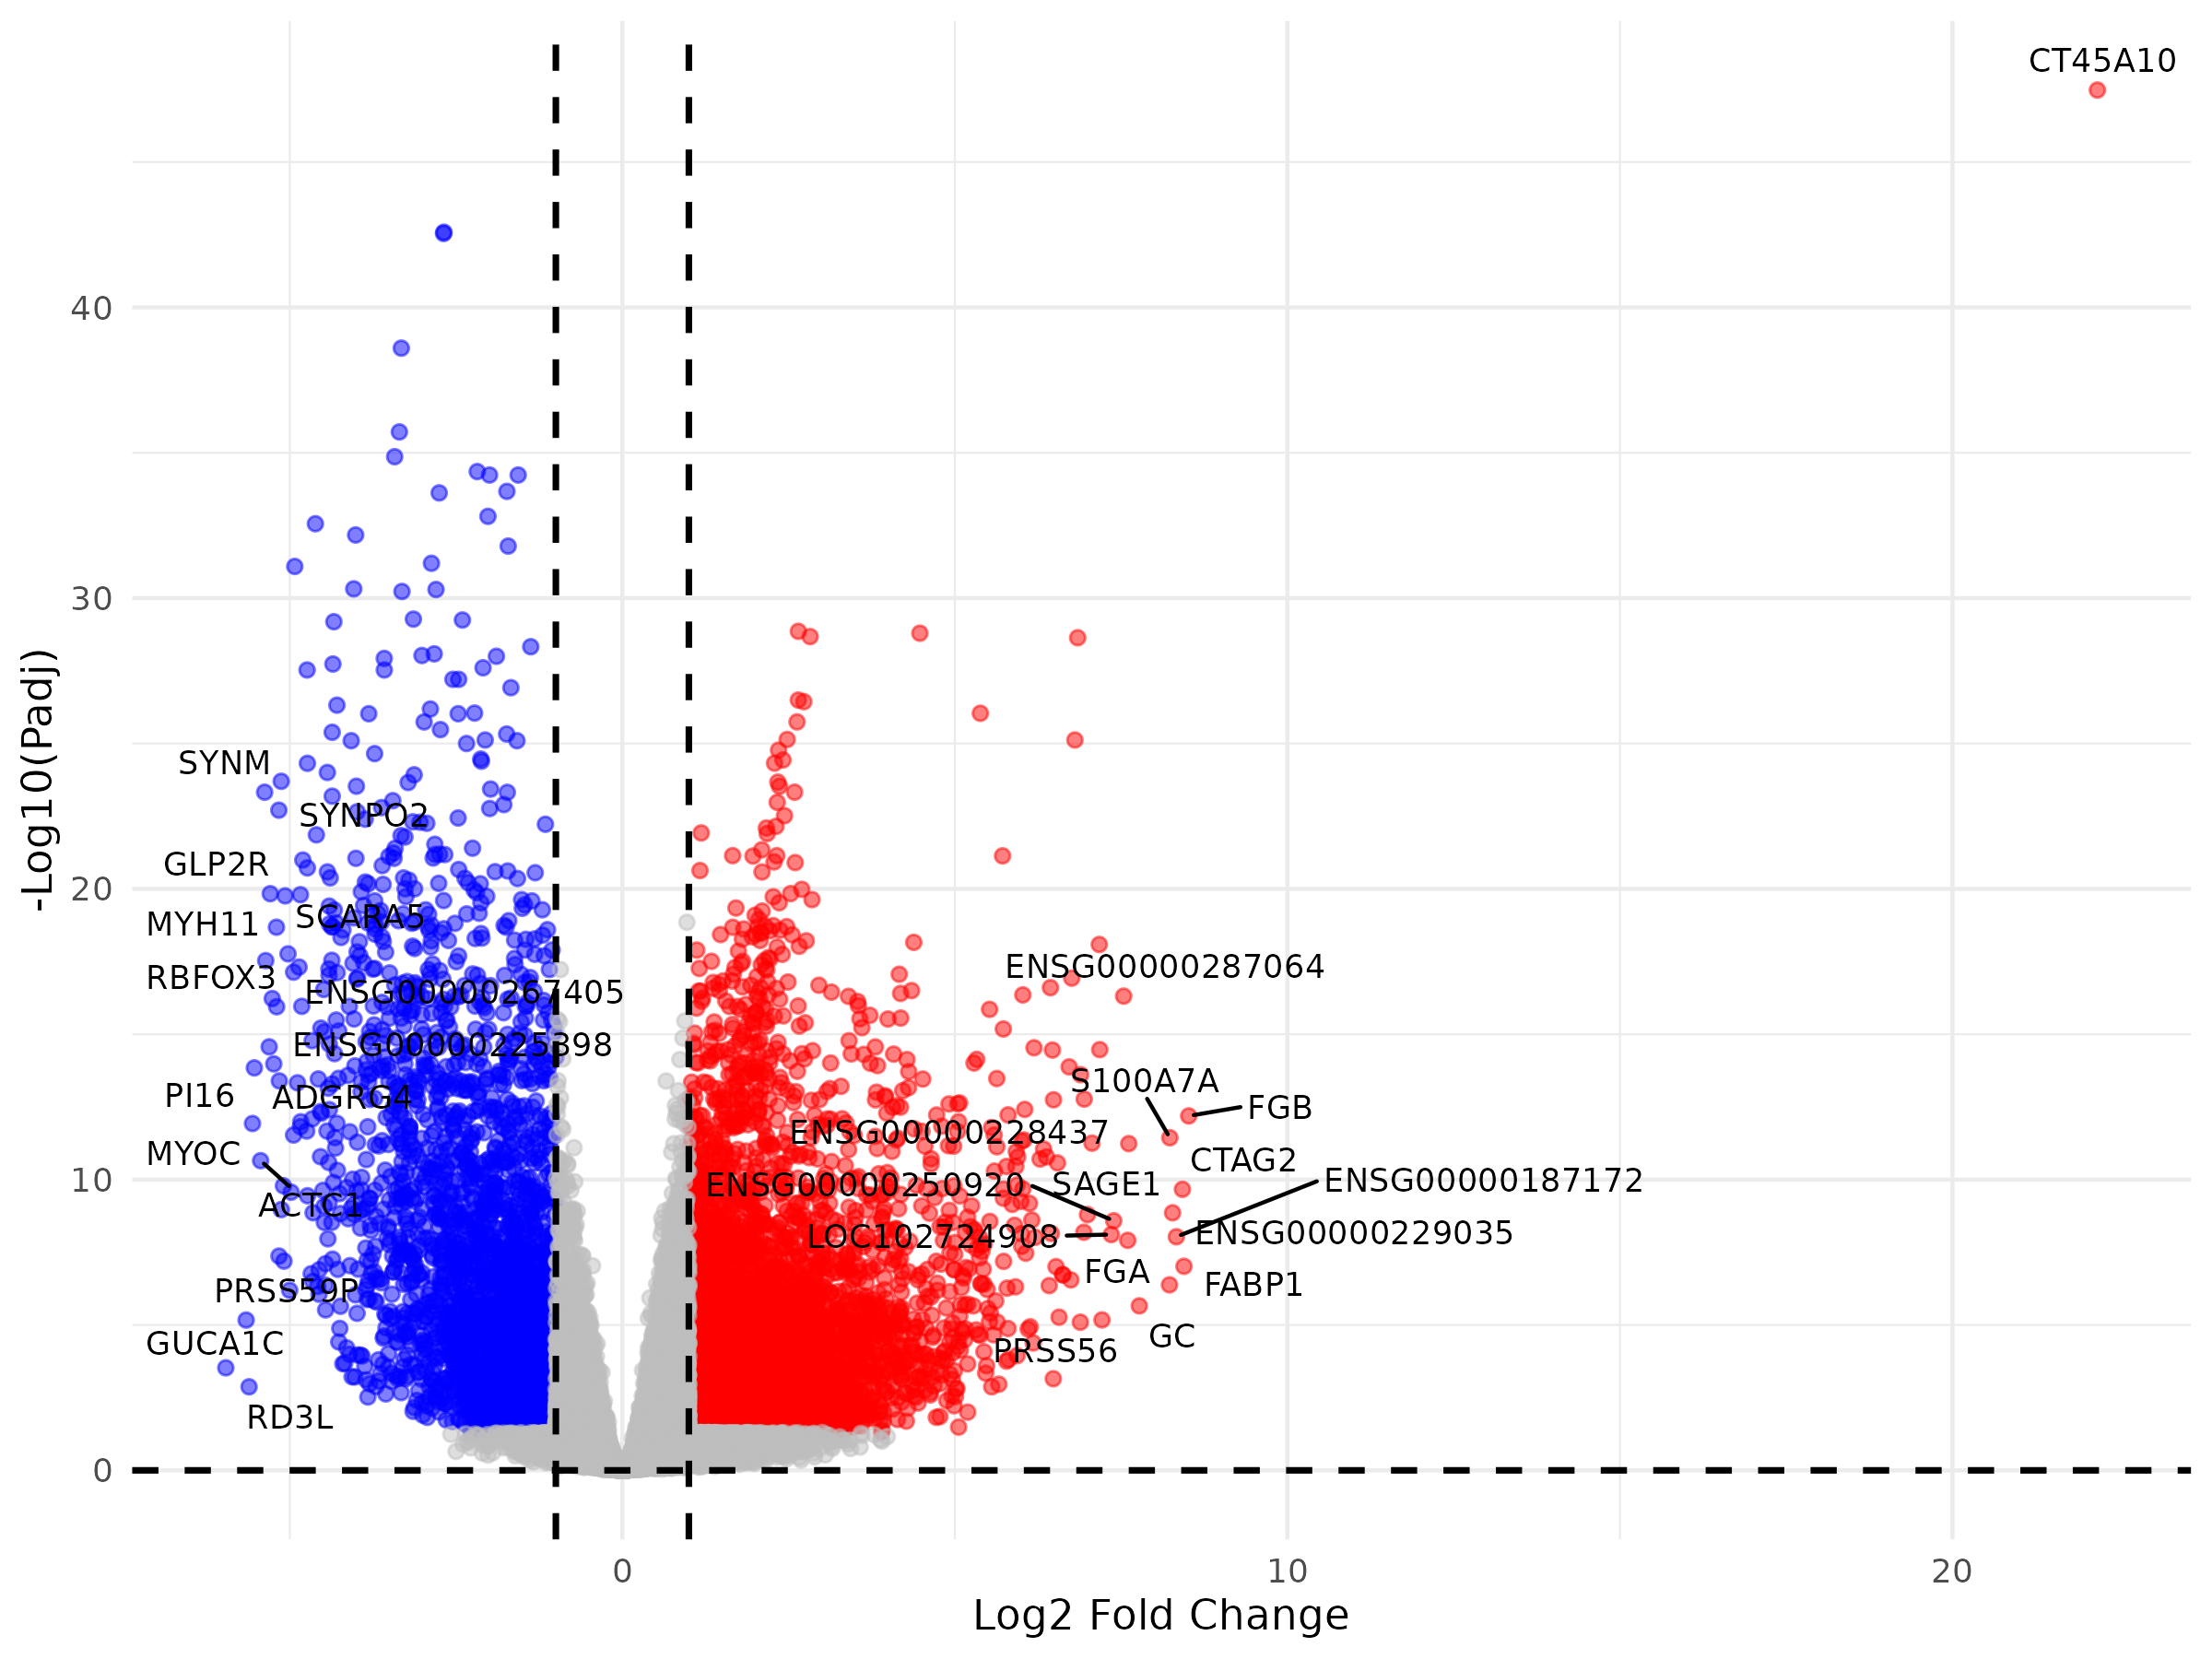 CT45A10
40
30
SYNM
SYNPO2
GLP2R
20
MYH11
SCARA5
RBFOX3
ENSG00000287064
ENSG00000267405
ENSG00000225398
PI16
ADGRG4
S100A7A
FGB
ENSG00000228437
MYOC
CTAG2
10
ENSG00000250920
SAGE1
ENSG00000187172
ACTC1
LOC102724908
ENSG00000229035
PRSS59P
FGA
FABP1
GUCA1C
PRSS56
GC
RD3L
0
0
10
20
Log2 Fold Change
-Log10(Padj)